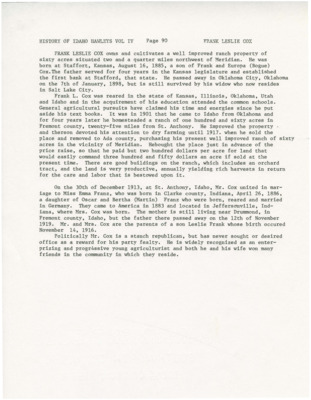 HISTORY OF IDAHO HAWLEYS VOL IV Page 90 FRANK LESLIE COX
FRANK LESLIE COX owns and cultivates a well improved ranch property of
sixty acres situated two and a quarter miles northwest of Meridian. He was
born at Stafford, Kansas, August 16, 1885, a son of Frank and Europa (Boque)
Cox.The father served for four years in the Kansas legislature and established
the first bank at Stafford, that state. He passed away in Oklahoma City, Oklahoma
on the 7th of January, 1898, but is still survived by his widow who now resides
in Salt Lake City.
Frank L. Cox was reared in the state of Kansas, Illinois, Oklahoma, Utah
and Idaho and in the acquirement of his education attended the common schools.
General agricultural pursuits have claimed his time and energies since he put
aside his text books. It was in 1901 that he came to Idaho from Oklahoma and
for four years later he homesteaded a ranch of one hundred and sixty acres in
Fremont county, twenty-five miles from St. Anthony. He improved the property
and thereon devoted his attention to dry farming until 1917. when he sold the
place and removed to Ada county, purchasing his present well improved ranch of sixty
acres in the vicinity of Meridian. Hebought the place just in advance of the
price raise, so that he paid but two hundred dollars per acre for land that
would easily command three hundred and fifty dollars an acre if sold at the
present time. There are good buildings on the ranch, which includes an orchard
tract, and the land is very productive, annually yielding rich harvests in return
for the care and labor that is bestowed upon it.
On the 30th of December 1913, at St. Anthony, Idaho, Mr. Cox united in mar-
iage to Miss Emma Franz, who was born in Clarke county, Indiana, April 26, 1886,
a daughter of Oscar and Bertha (Martin) Franz who were born, reared and married
in Germany. They came to America in 1883 and located in Jeffersonville, Ind-
iana, where Mrs. Cox was born. The mother is still living near Drummond, in
Fremont county, Idaho, but the father there passed away on the 12th of November
1919. Mr. and Mrs. Cox are the parents of a son Leslie Frank whose birth occured
November 14, 1916.
Politically Mr. Cox is a stauch republican, but has never sought or desired
office as a reward for his party fealty. He is widely recognized as an enter-
prizing and progressive young agriculturist and both he and his wife won many
friends in the community in which they reside.